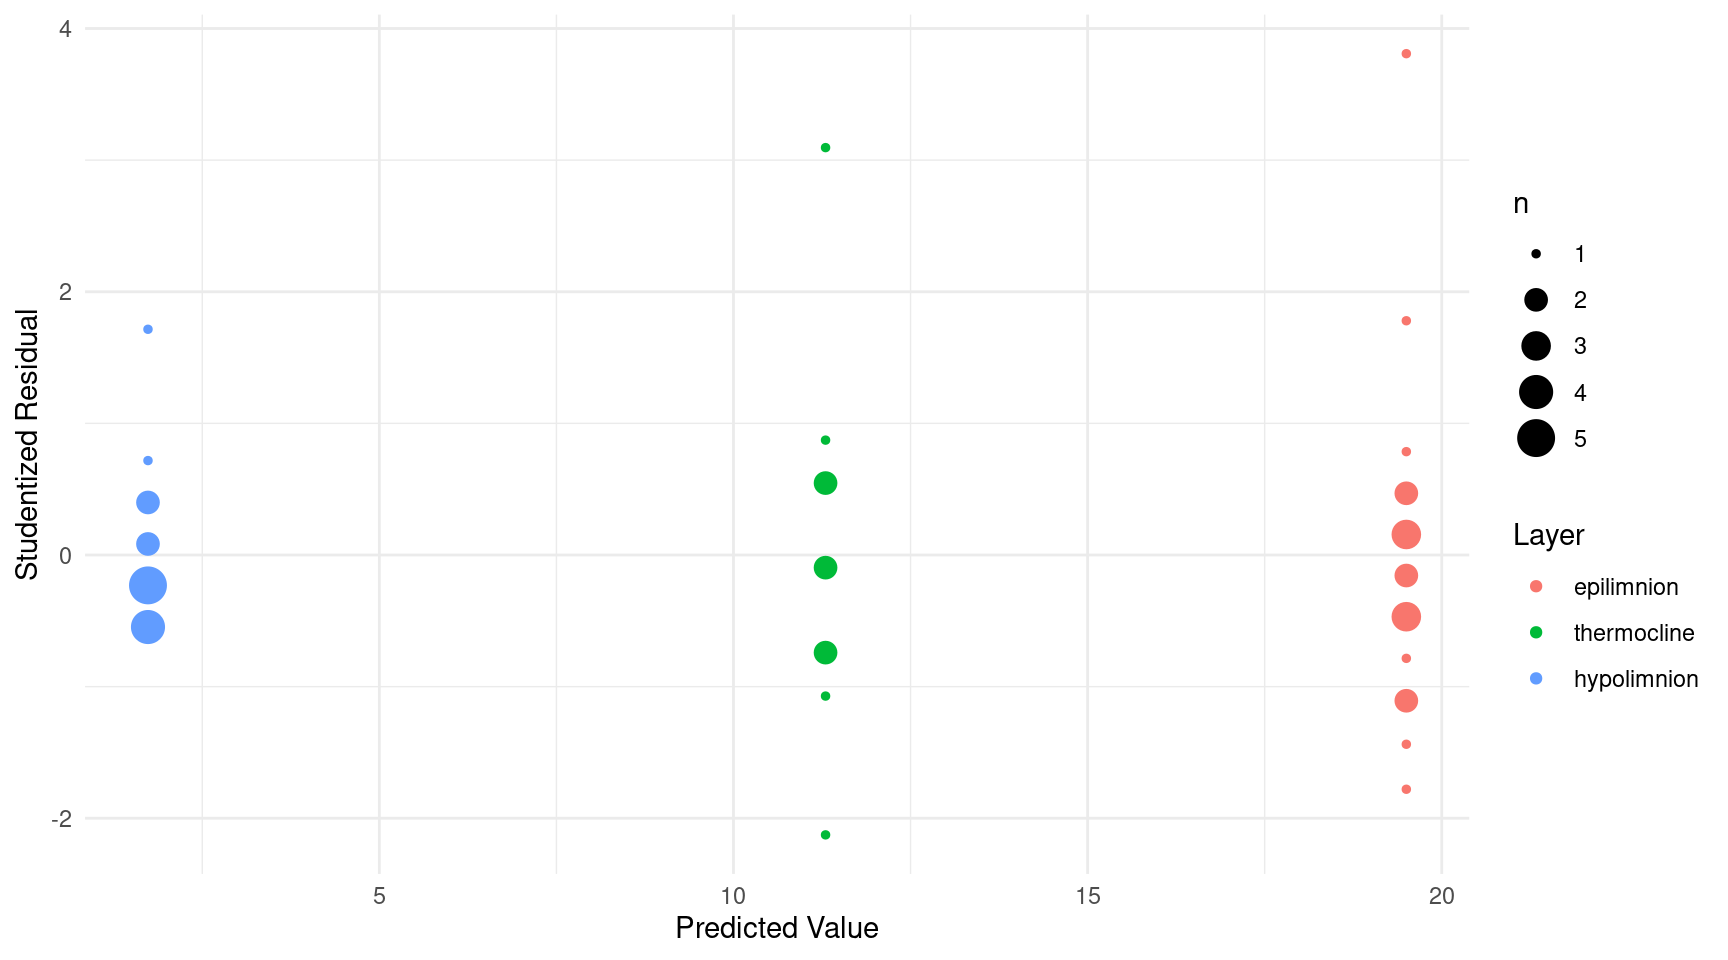 4
2
0
-2
Studentized Residual
5
10
15
20
Predicted Value
n
1
2
3
4
5
Layer
epilimnion
thermocline
hypolimnion